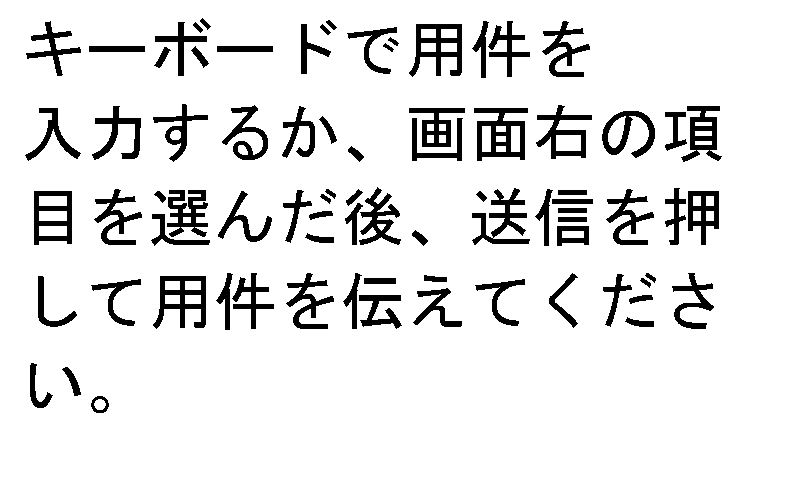 キーボードで用件を
入力するか、画面右の項
目を選んだ後、送信を押
して用件を伝えてくださ
い。